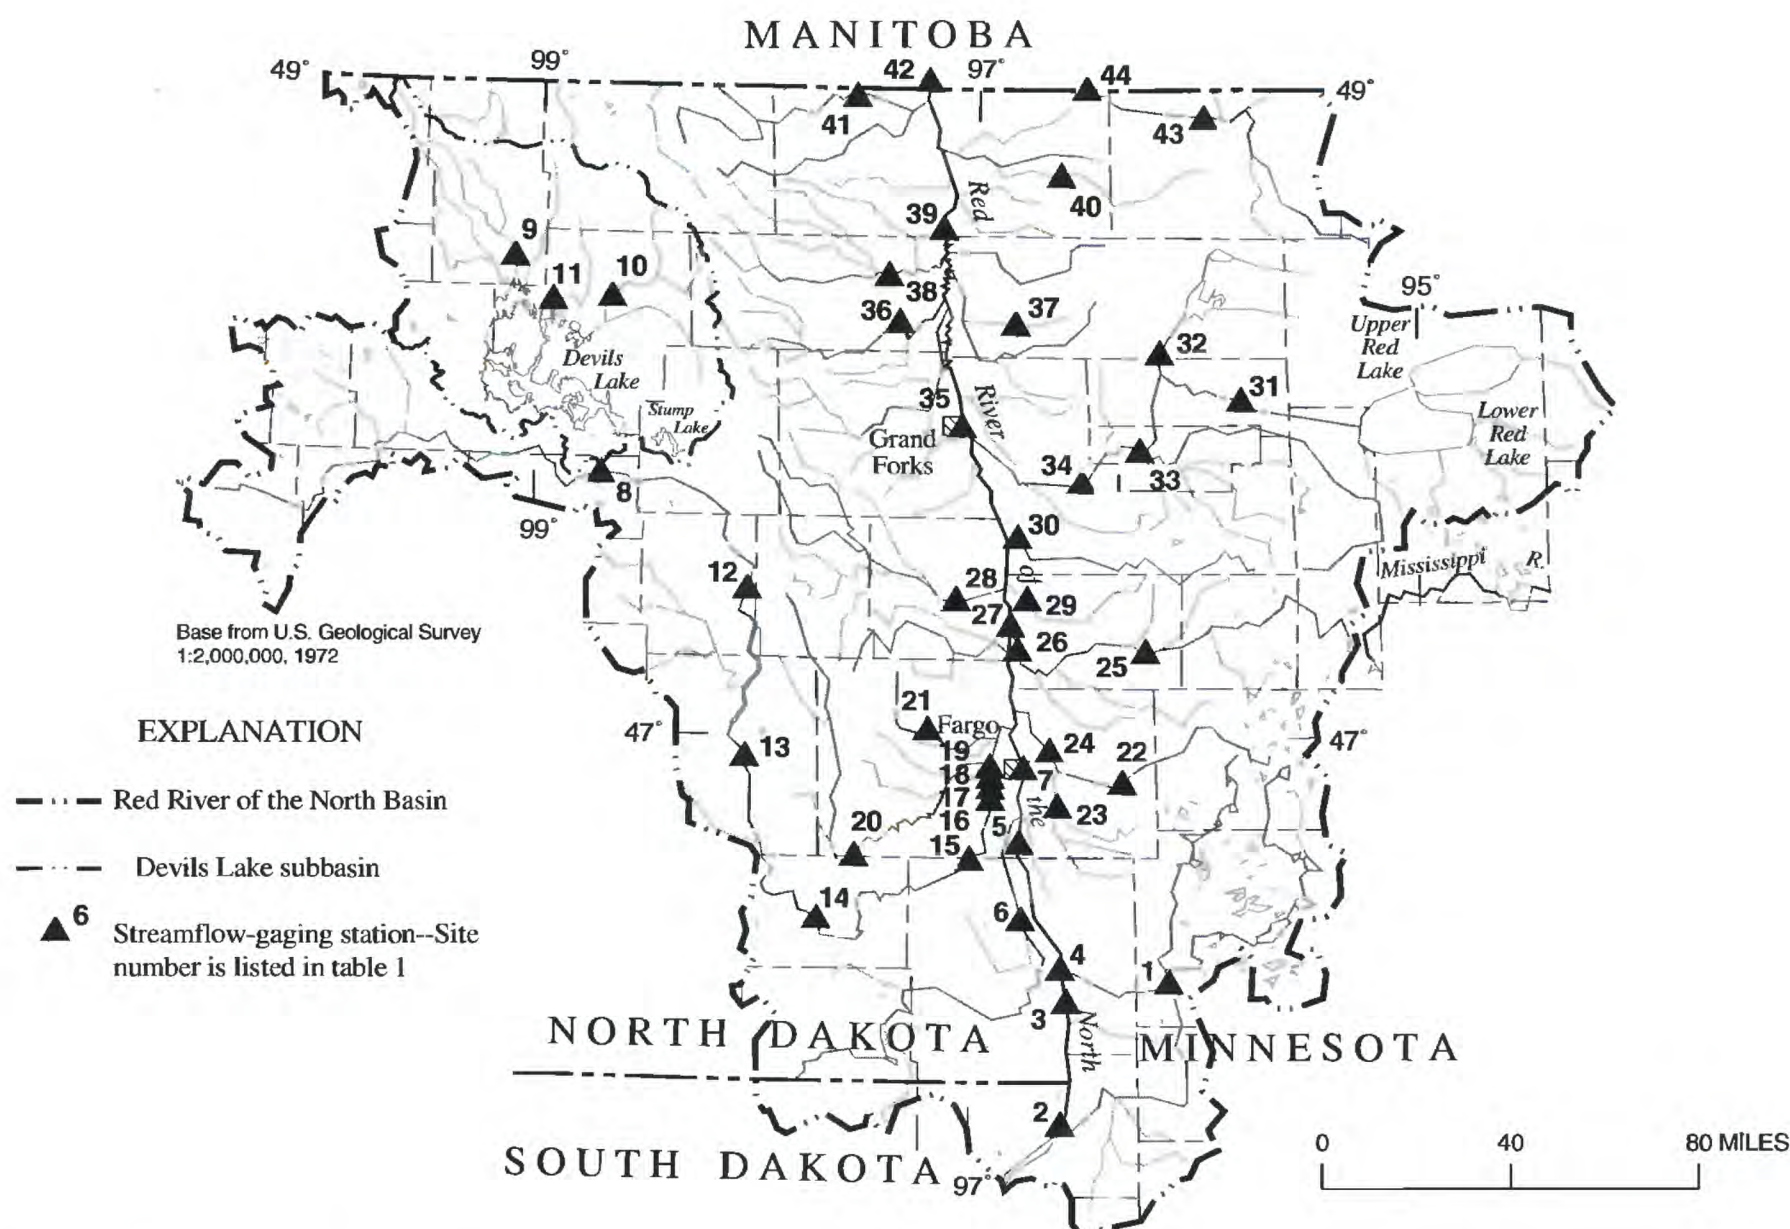 MANITOBA
49°
99°
42
97°
44
49°
41
43
40
Red
39
9
11
10
38
36
37
95°
Upper
Red
Lake
32
Devils
Lake
31
Stump
Lake
35
River
Lower
Red
Lake
Grand
Forks
34
33
8
99°
30
of
Mississippi R.
12
28
29
27
26
25
Base from U.S. Geological Survey
1:2,000,000, 1972
21
Fargo
47°
47°
EXPLANATION
13
19
24
22
18
7
17
the
23
Red River of the North Basin
20
16
5
15
Devils Lake subbasin
14
6
6
Streamflow-gaging station--Site
number is listed in table 1
4
1
3
North
NORTH DAKOTA
MINNESOTA
2
SOUTH DAKOTA
97°
0 40 80 MILES